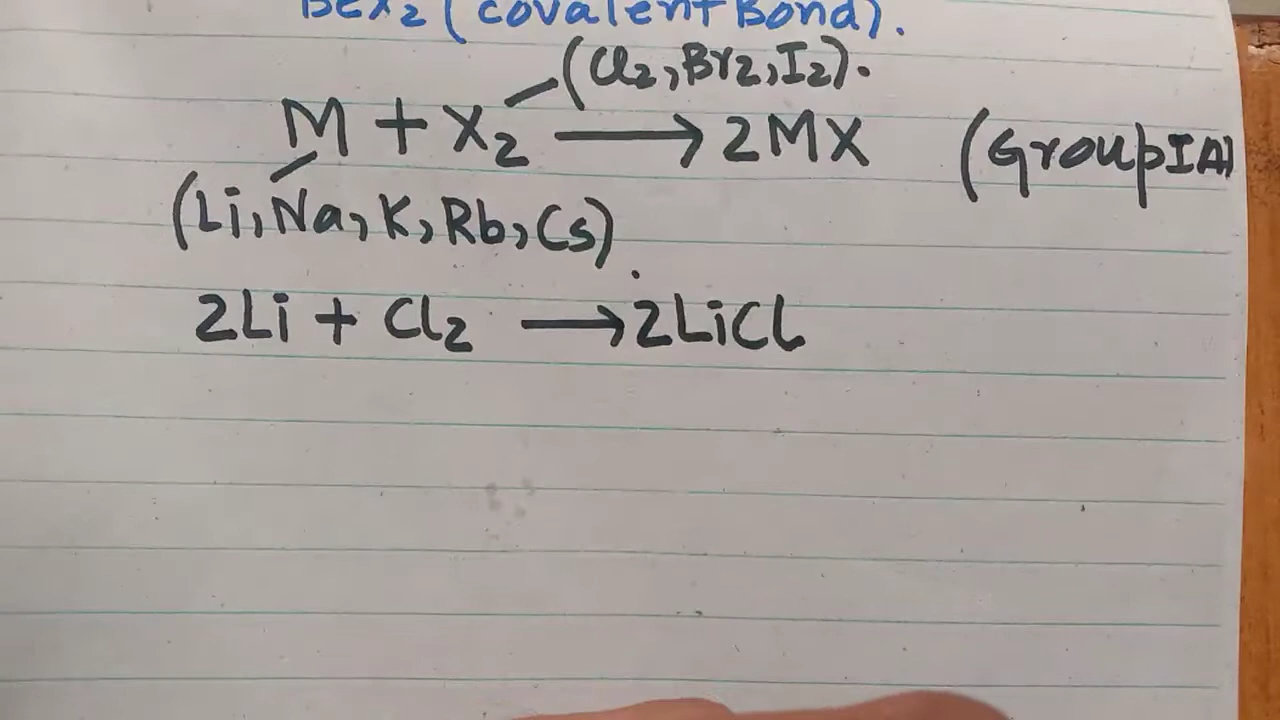 BeX2 (covalent Bond).
(Cl2, Br2, I2).
M + X2 ⟶ 2MX (Group IA)
(Li, Na, K, Rb, Cs)
2Li + Cl2 ⟶ 2LiCl